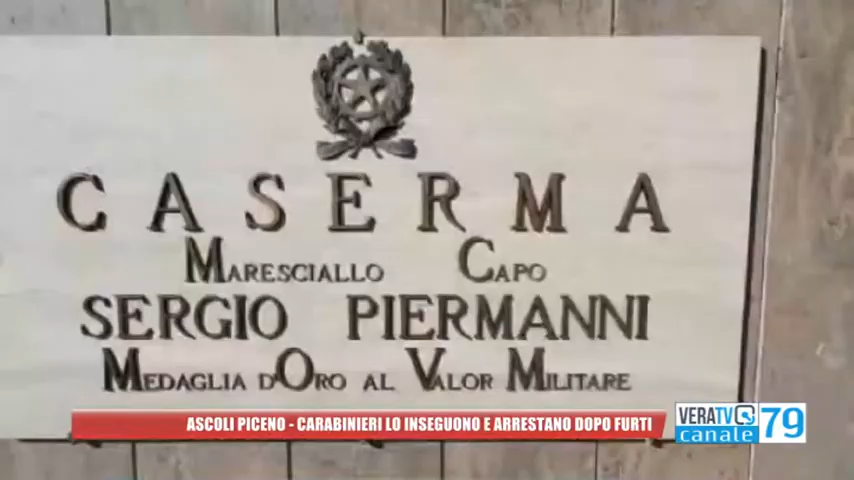 CASERMA
MARESCIALLO CAPO
SERGIO PIERMANNI
MEDAGLIA D'ORO AL VALOR MILITARE
ASCOLI PICENO - CARABINIERI LO INSEGUONO E ARRESTANO DOPO FURTI
VERATV canale 79